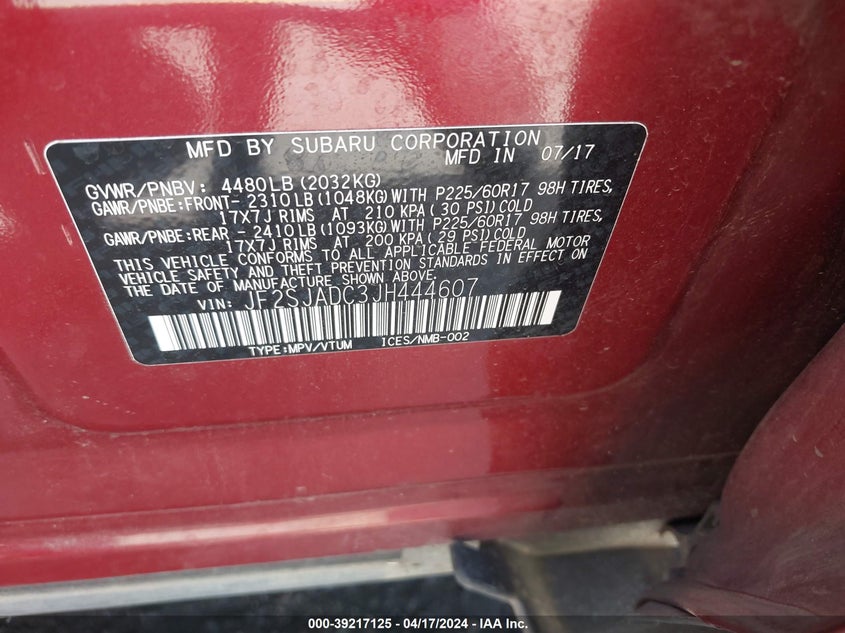 MFD BY SUBARU CORPORATION
MFD IN 07/17
GVWR/PNBV: 4480LB(2032KG)
GAWR/PNBE:FRONT- 2310LB(1048KG)WITH P225/60R17 98H TIRES,
17X7J RIMS AT 210 KPA(30 PSI)COLD
GAWR/PNBE:REAR - 2410LB(1093KG)WITH P225/60R17 98H TIRES,
17X7J RIMS AT 200 KPA(29 PSI)COLD
THIS VEHICLE CONFORMS TO ALL APPLICABLE FEDERAL MOTOR
VEHICLE SAFETY AND THEFT PREVENTION STANDARDS IN EFFECT ON
THE DATE OF MANUFACTURE SHOWN ABOVE.
VIN: JF2SJADC3JH444607
TYPE:MPV/VTUM ICES/NMB-002
000-39217125 - 04/17/2024 - IAA Inc.